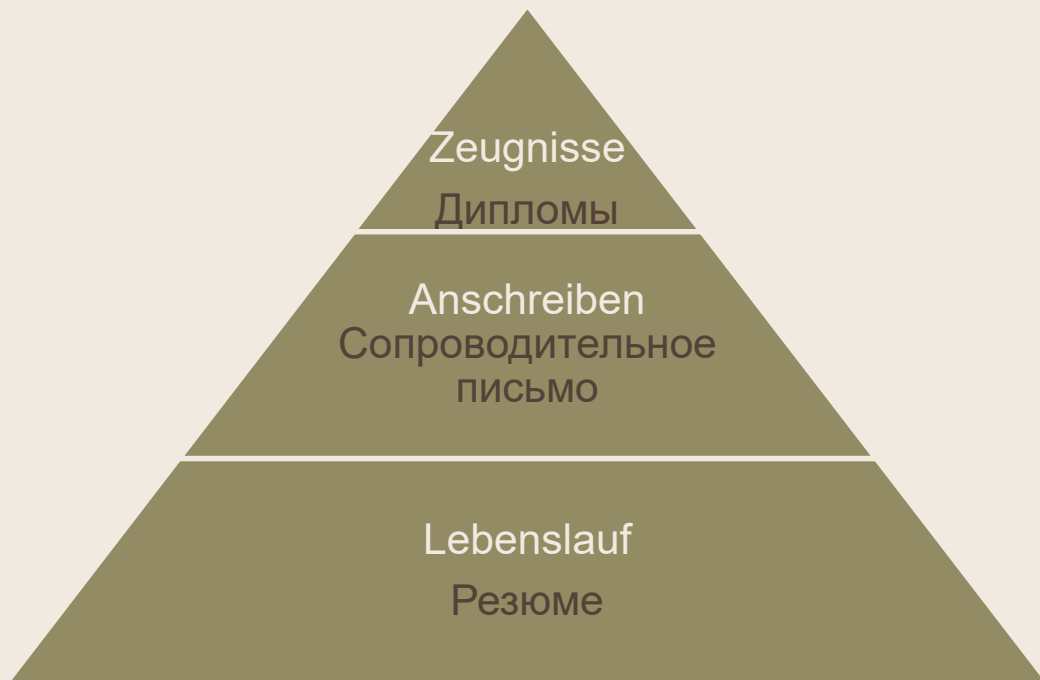 Zeugnisse
Дипломы
Anschreiben
Сопроводительное
письмо
Lebenslauf
Резюме